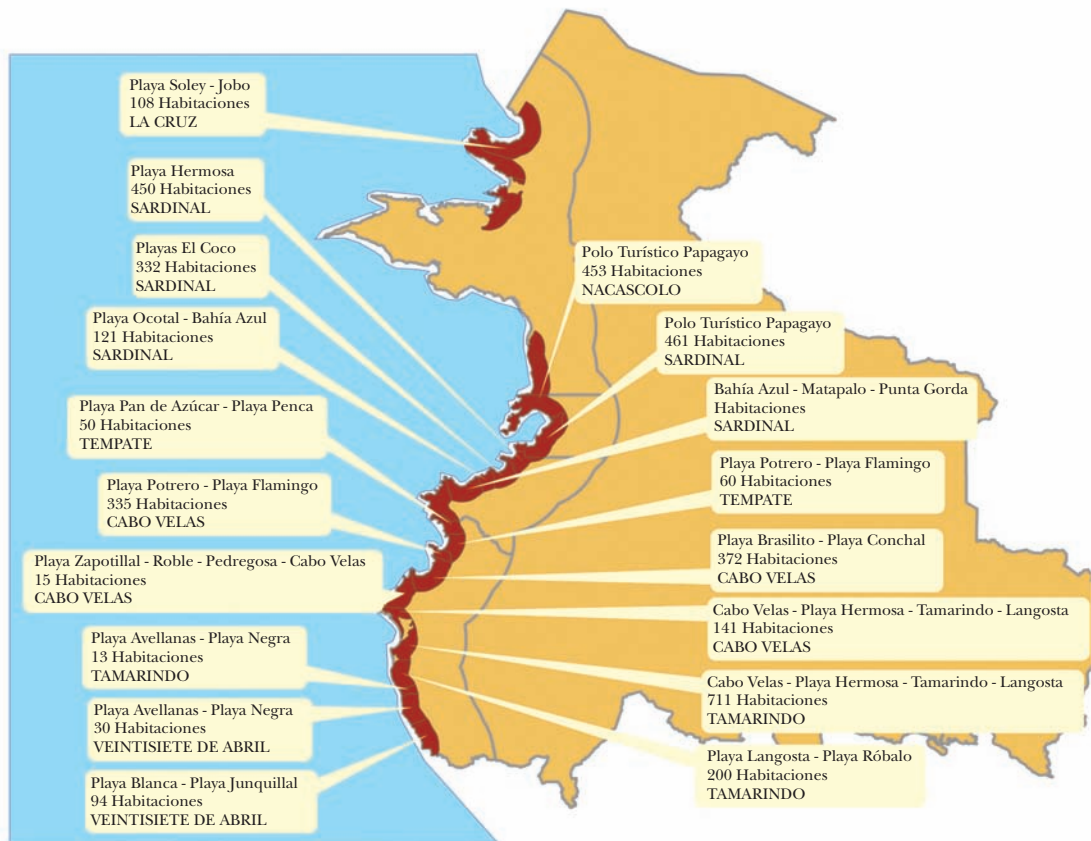 Playa Soley - Jobo
108 Habitaciones
LA CRUZ
Playa Hermosa
450 Habitaciones
SARDINAL
Playas El Coco
332 Habitaciones
SARDINAL
Playa Ocotal - Bahía Azul
121 Habitaciones
SARDINAL
Playa Pan de Azúcar - Playa Penca
50 Habitaciones
TEMPATE
Playa Potrero - Playa Flamingo
335 Habitaciones
CABO VELAS
Playa Zapotillal - Roble - Pedregosa - Cabo Velas
15 Habitaciones
CABO VELAS
Playa Avellanas - Playa Negra
13 Habitaciones
TAMARINDO
Playa Avellanas - Playa Negra
30 Habitaciones
VEINTISIETE DE ABRIL
Playa Blanca - Playa Junquillal
94 Habitaciones
VEINTISIETE DE ABRIL
Polo Turístico Papagayo
453 Habitaciones
NACASCOLO
Polo Turístico Papagayo
461 Habitaciones
SARDINAL
Bahía Azul - Matapalo - Punta Gorda
Habitaciones
SARDINAL
Playa Potrero - Playa Flamingo
60 Habitaciones
TEMPATE
Playa Brasilito - Playa Conchal
372 Habitaciones
CABO VELAS
Cabo Velas - Playa Hermosa - Tamarindo - Langosta
141 Habitaciones
CABO VELAS
Cabo Velas - Playa Hermosa - Tamarindo - Langosta
711 Habitaciones
TAMARINDO
Playa Langosta - Playa Róbalo
200 Habitaciones
TAMARINDO